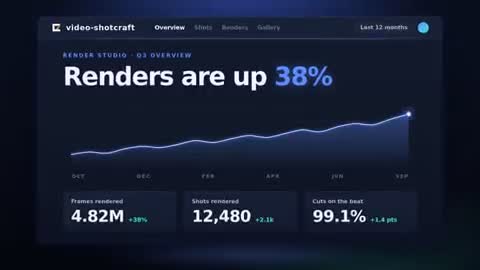 video-shotcraft Overview Shots Renders Gallery Last 12 months
RENDER STUDIO · Q3 OVERVIEW
Renders are up 38%
OCT DEC FEB APR JUN SEP
Frames rendered Shots rendered Cuts on the beat
4.82M +38% 12,480 +2.1k 99.1% +1.4 pts